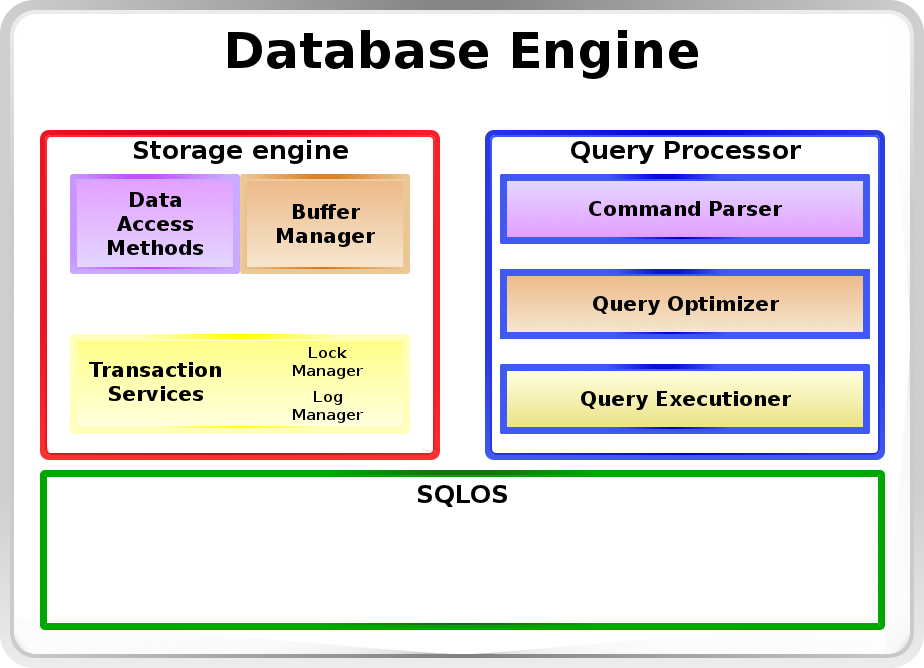 Database Engine
Storage engine
Data
Access
Methods
Buffer
Manager
Transaction
Services
Lock
Manager
Log
Manager
Query Processor
Command Parser
Query Optimizer
Query Executioner
SQLOS